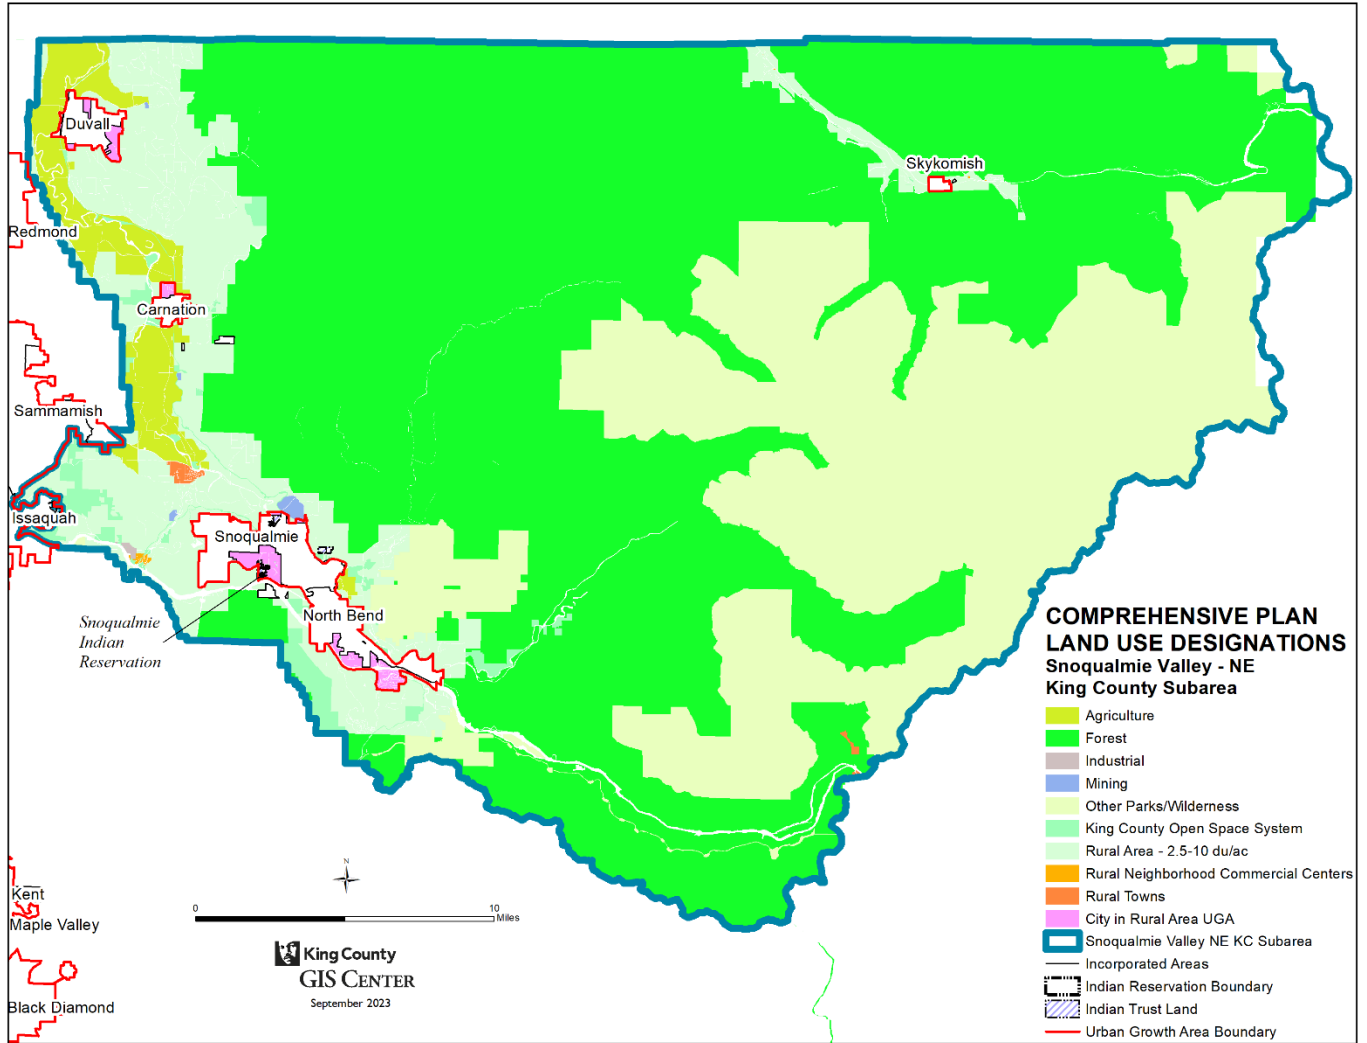 Duvall
Skykomish
Redmond
Carnation
Sammamish
Issaquah
Snoqualmie
North Bend
Snoqualmie
Indian
Reservation
COMPREHENSIVE PLAN
LAND USE DESIGNATIONS
Snoqualmie Valley - NE
King County Subarea
Agriculture
Forest
Industrial
Mining
Other Parks/Wilderness
King County Open Space System
Rural Area - 2.5-10 du/ac
Rural Neighborhood Commercial Centers
Rural Towns
City in Rural Area UGA
Snoqualmie Valley NE KC Subarea
Incorporated Areas
Indian Reservation Boundary
Indian Trust Land
Urban Growth Area Boundary
N
0 10
Miles
King County
GIS CENTER
September 2023
Kent
Maple Valley
Black Diamond